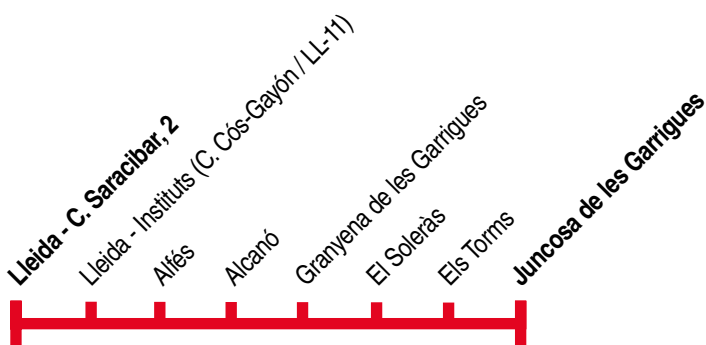 Lleida - C. Saracibar, 2
Lleida - Instituts (C. Cós-Gayón / LL-11)
Alfés
Alcanó
Granyena de les Garrigues
El Soleràs
Els Torms
Juncosa de les Garrigues